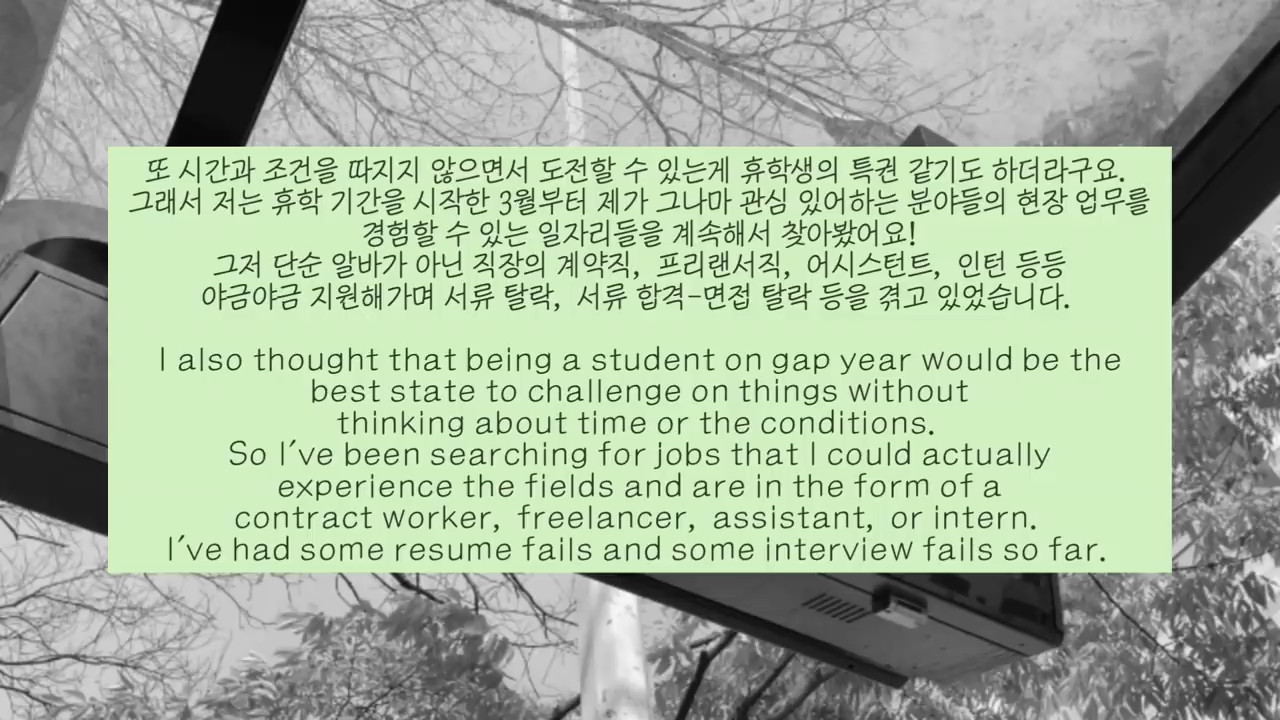 또 시간과 조건을 따지지 않으면서 도전할 수 있는게 휴학생의 특권 같기도 하더라구요.
그래서 저는 휴학 기간을 시작한 3월부터 제가 그나마 관심 있어하는 분야들의 현장 업무를
경험할 수 있는 일자리들을 계속해서 찾아봤어요!
그저 단순 알바가 아닌 직장의 계약직, 프리랜서직, 어시스턴트, 인턴 등등
야금야금 지원해가며 서류 탈락, 서류 합격-면접 탈락 등을 겪고 있었습니다.
I also thought that being a student on gap year would be the
best state to challenge on things without
thinking about time or the conditions.
So I've been searching for jobs that I could actually
experience the fields and are in the form of a
contract worker, freelancer, assistant, or intern.
I've had some resume fails and some interview fails so far.